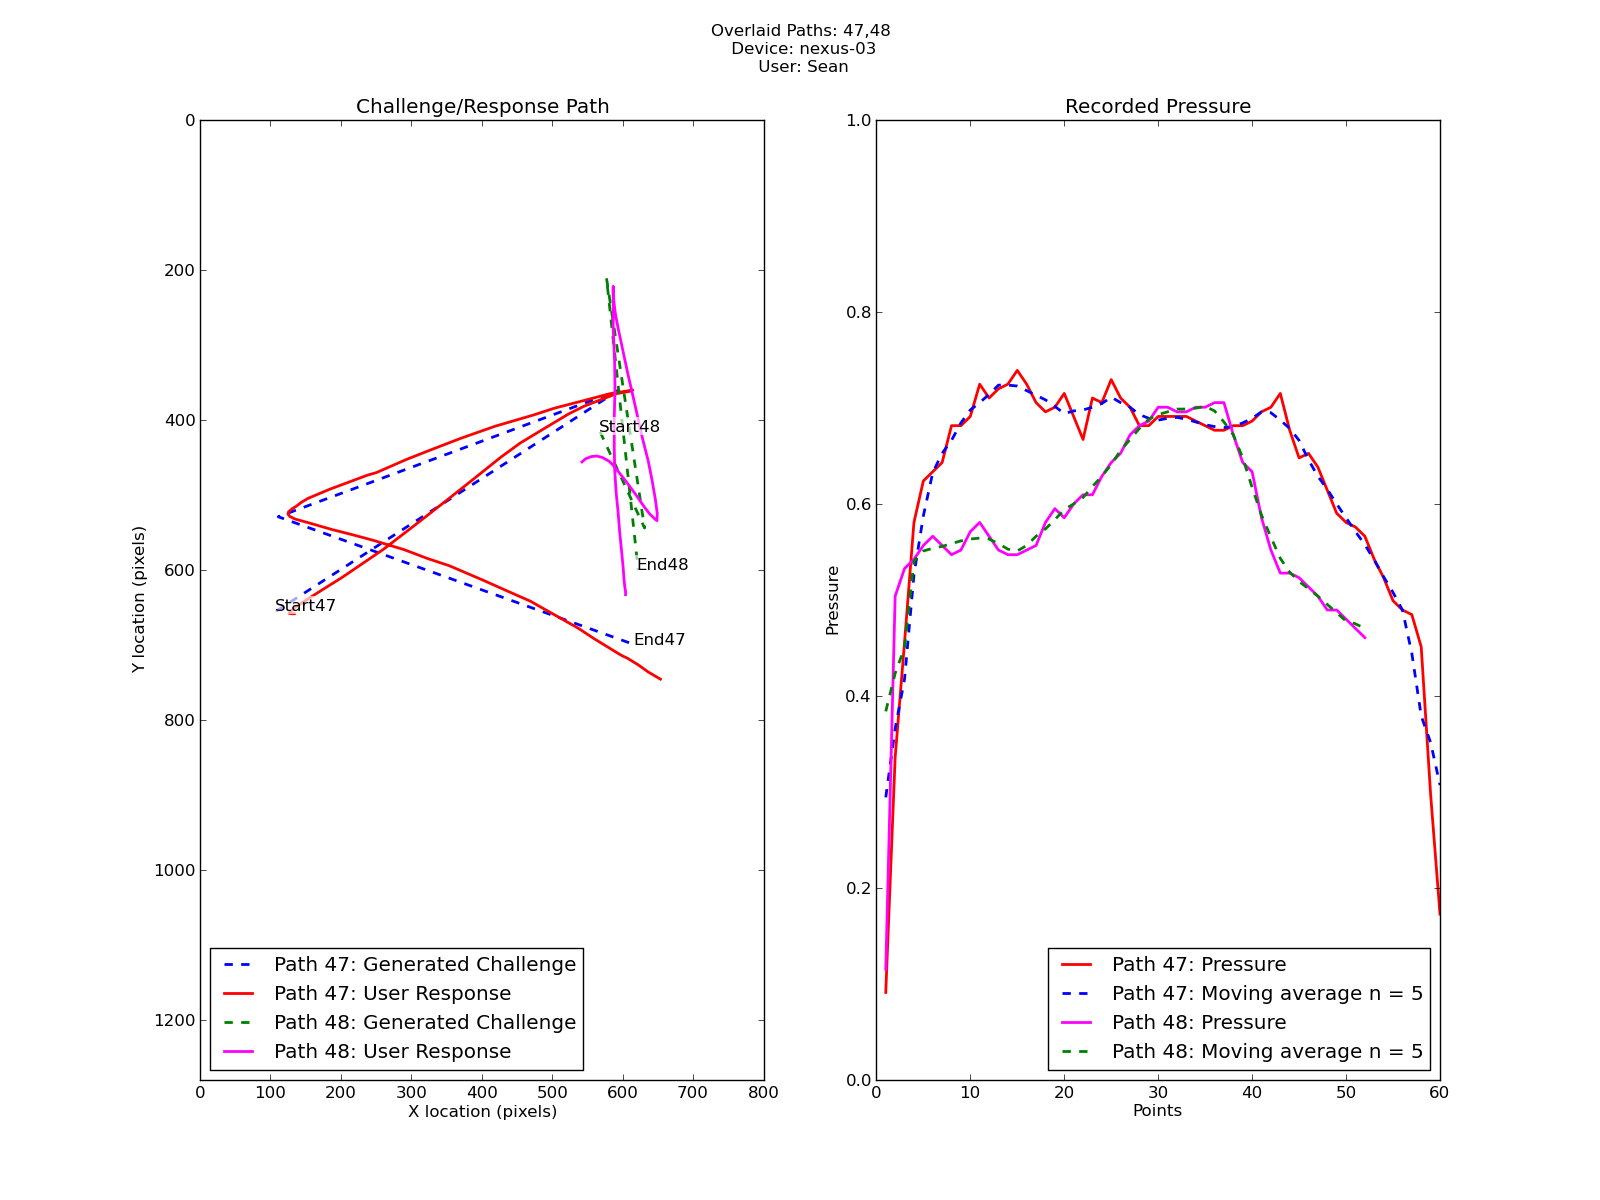 Overlaid Paths: 47,48
Device: nexus-03
User: Sean
Challenge/Response Path
0
200
400
600
800
1000
1200
Y location (pixels)
Start48
End48
Start47
End47
Path 47: Generated Challenge
Path 47: User Response
Path 48: Generated Challenge
Path 48: User Response
0 100 200 300 400 500 600 700 800
X location (pixels)
Recorded Pressure
1.0
0.8
0.6
0.4
0.2
0.0
Pressure
Path 47: Pressure
Path 47: Moving average n = 5
Path 48: Pressure
Path 48: Moving average n = 5
0 10 20 30 40 50 60
Points